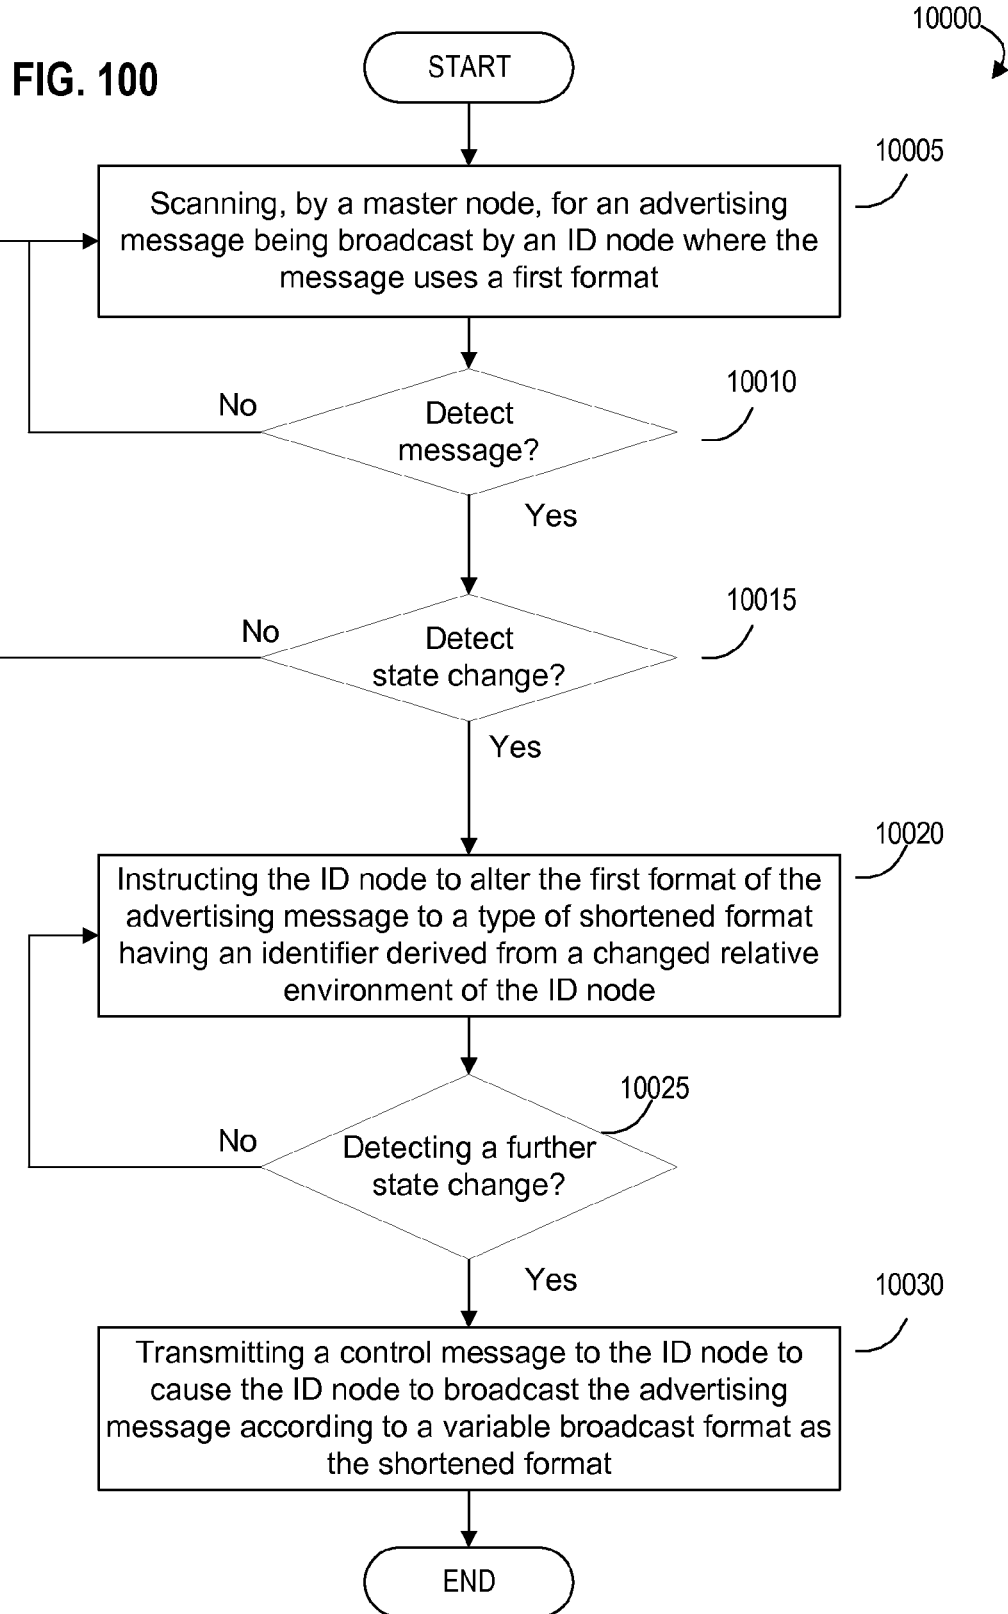 10000
START
FIG. 100
10005
Scanning, by a master node, for an advertising
message being broadcast by an ID node where the
message uses a first format
10010
No
Detect
message?
Yes
10015
No
Detect
state change?
Yes
10020
Instructing the ID node to alter the first format of the
advertising message to a type of shortened format
having an identifier derived from a changed relative
environment of the ID node
10025
No
Detecting a further
state change?
Yes
10030
Transmitting a control message to the ID node to
cause the ID node to broadcast the advertising
message according to a variable broadcast format as
the shortened format
END